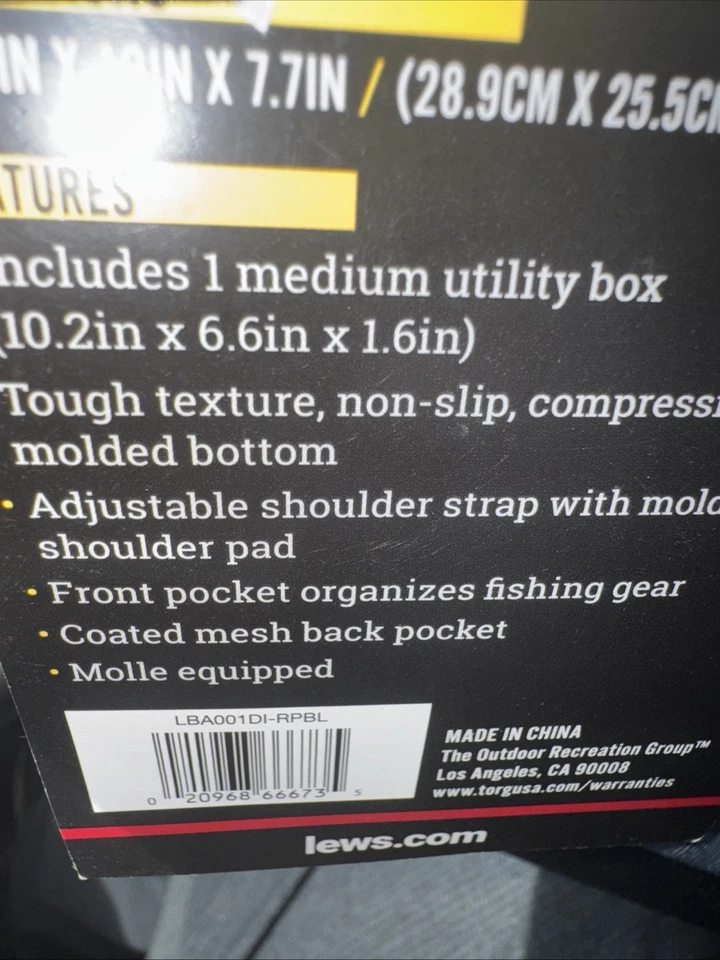 IN X 10IN X 7.7IN / (28.9CM X 25.5CM
ATURES
ncludes 1 medium utility box
(10.2in x 6.6in x 1.6in)
Tough texture, non-slip, compressi
molded bottom
• Adjustable shoulder strap with mold
shoulder pad
• Front pocket organizes fishing gear
• Coated mesh back pocket
• Molle equipped
LBA001DI-RPBL
0 20968 66673 5
MADE IN CHINA
The Outdoor Recreation Group™
Los Angeles, CA 90008
www.torgusa.com/warranties
lews.com